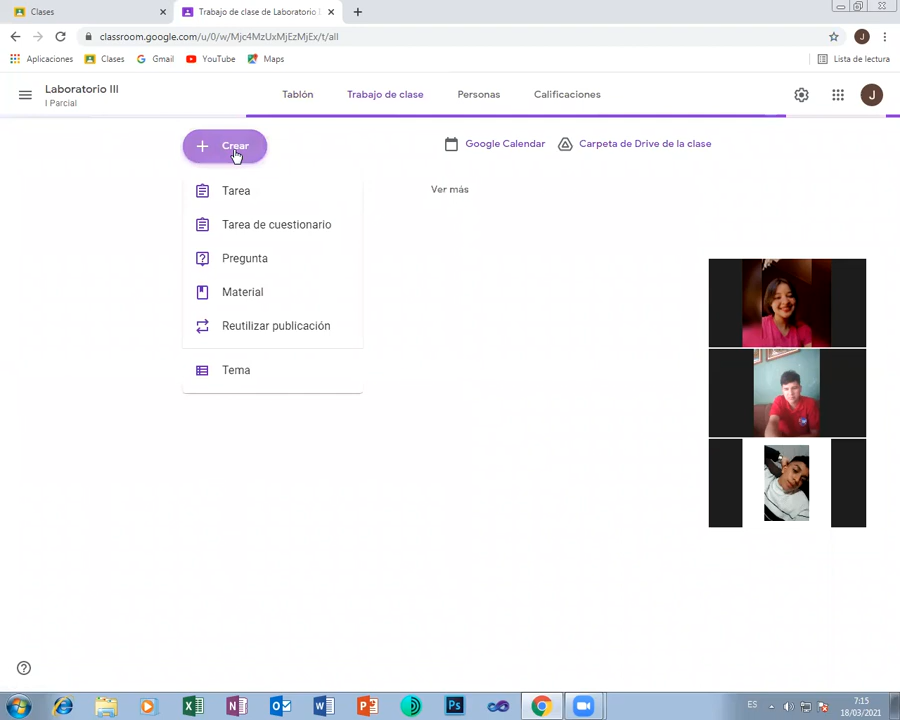 Clases
Trabajo de clase de Laboratorio
classroom.google.com/u/0/w/Mjc4MzUxMjEzMjEx/t/all
Aplicaciones
Clases
Gmail
YouTube
Maps
Lista de lectura
Laboratorio III
I Parcial
Tablón
Trabajo de clase
Personas
Calificaciones
J
J
Crear
Google Calendar
Carpeta de Drive de la clase
Ver más
Tarea
Tarea de cuestionario
Pregunta
Material
Reutilizar publicación
Tema
ES
7:15
18/03/2021